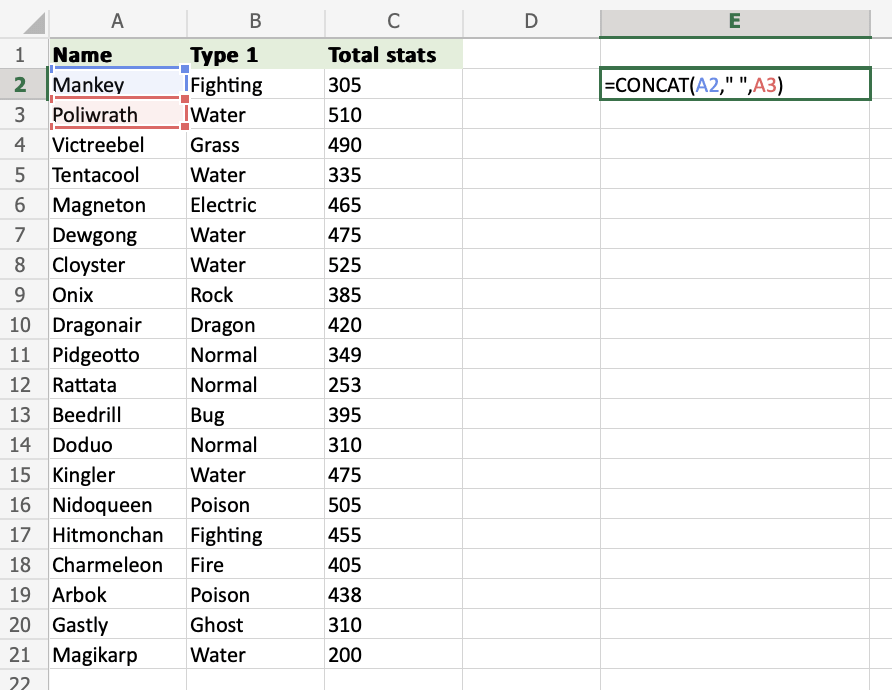 A B C D E
1 Name Type 1 Total stats
2 Mankey Fighting 305 =CONCAT(A2," ",A3)
3 Poliwrath Water 510
4 Victreebel Grass 490
5 Tentacool Water 335
6 Magneton Electric 465
7 Dewgong Water 475
8 Cloyster Water 525
9 Onix Rock 385
10 Dragonair Dragon 420
11 Pidgeotto Normal 349
12 Rattata Normal 253
13 Beedrill Bug 395
14 Doduo Normal 310
15 Kingler Water 475
16 Nidoqueen Poison 505
17 Hitmonchan Fighting 455
18 Charmeleon Fire 405
19 Arbok Poison 438
20 Gastly Ghost 310
21 Magikarp Water 200
22